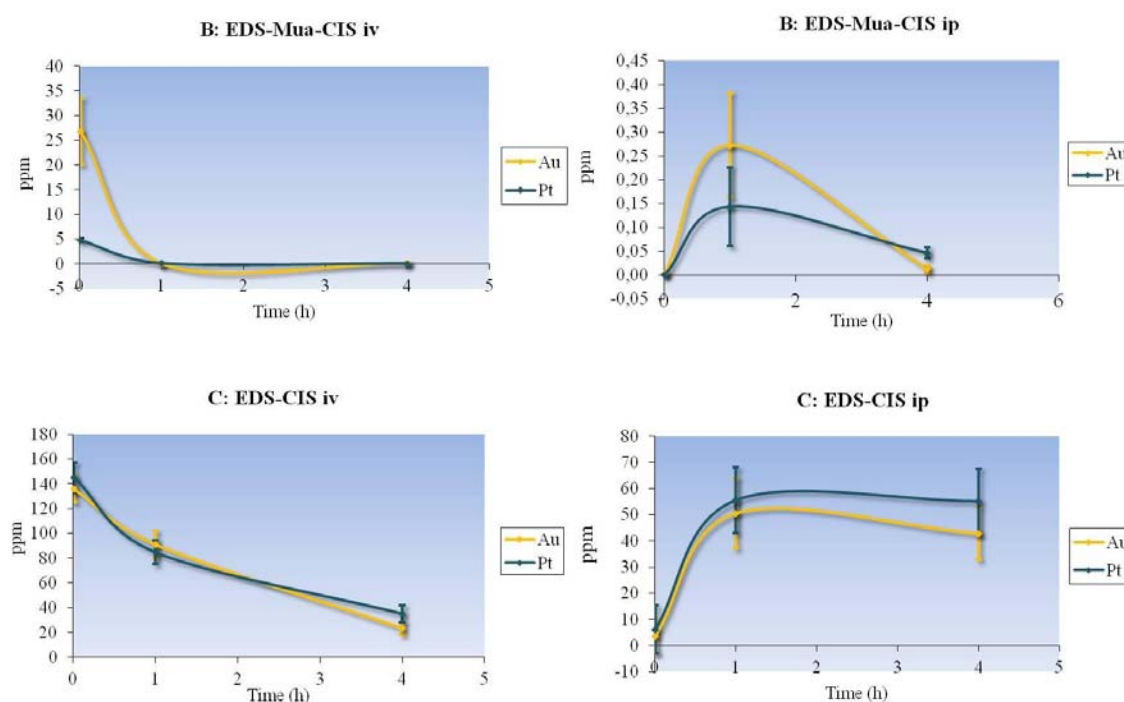 B: EDS-Mua-CIS iv
40
35
30
25
20
15
10
5
0
-5
ppm
0 1 2 3 4 5
Time (h)
Au
Pt
B: EDS-Mua-CIS ip
0,45
0,40
0,35
0,30
0,25
0,20
0,15
0,10
0,05
0,00
-0,05
ppm
0 2 4 6
Time (h)
Au
Pt
C: EDS-CIS iv
180
160
140
120
100
80
60
40
20
0
ppm
0 1 2 3 4 5
Time (h)
Au
Pt
C: EDS-CIS ip
80
70
60
50
40
30
20
10
0
-10
ppm
0 1 2 3 4 5
Time (h)
Au
Pt